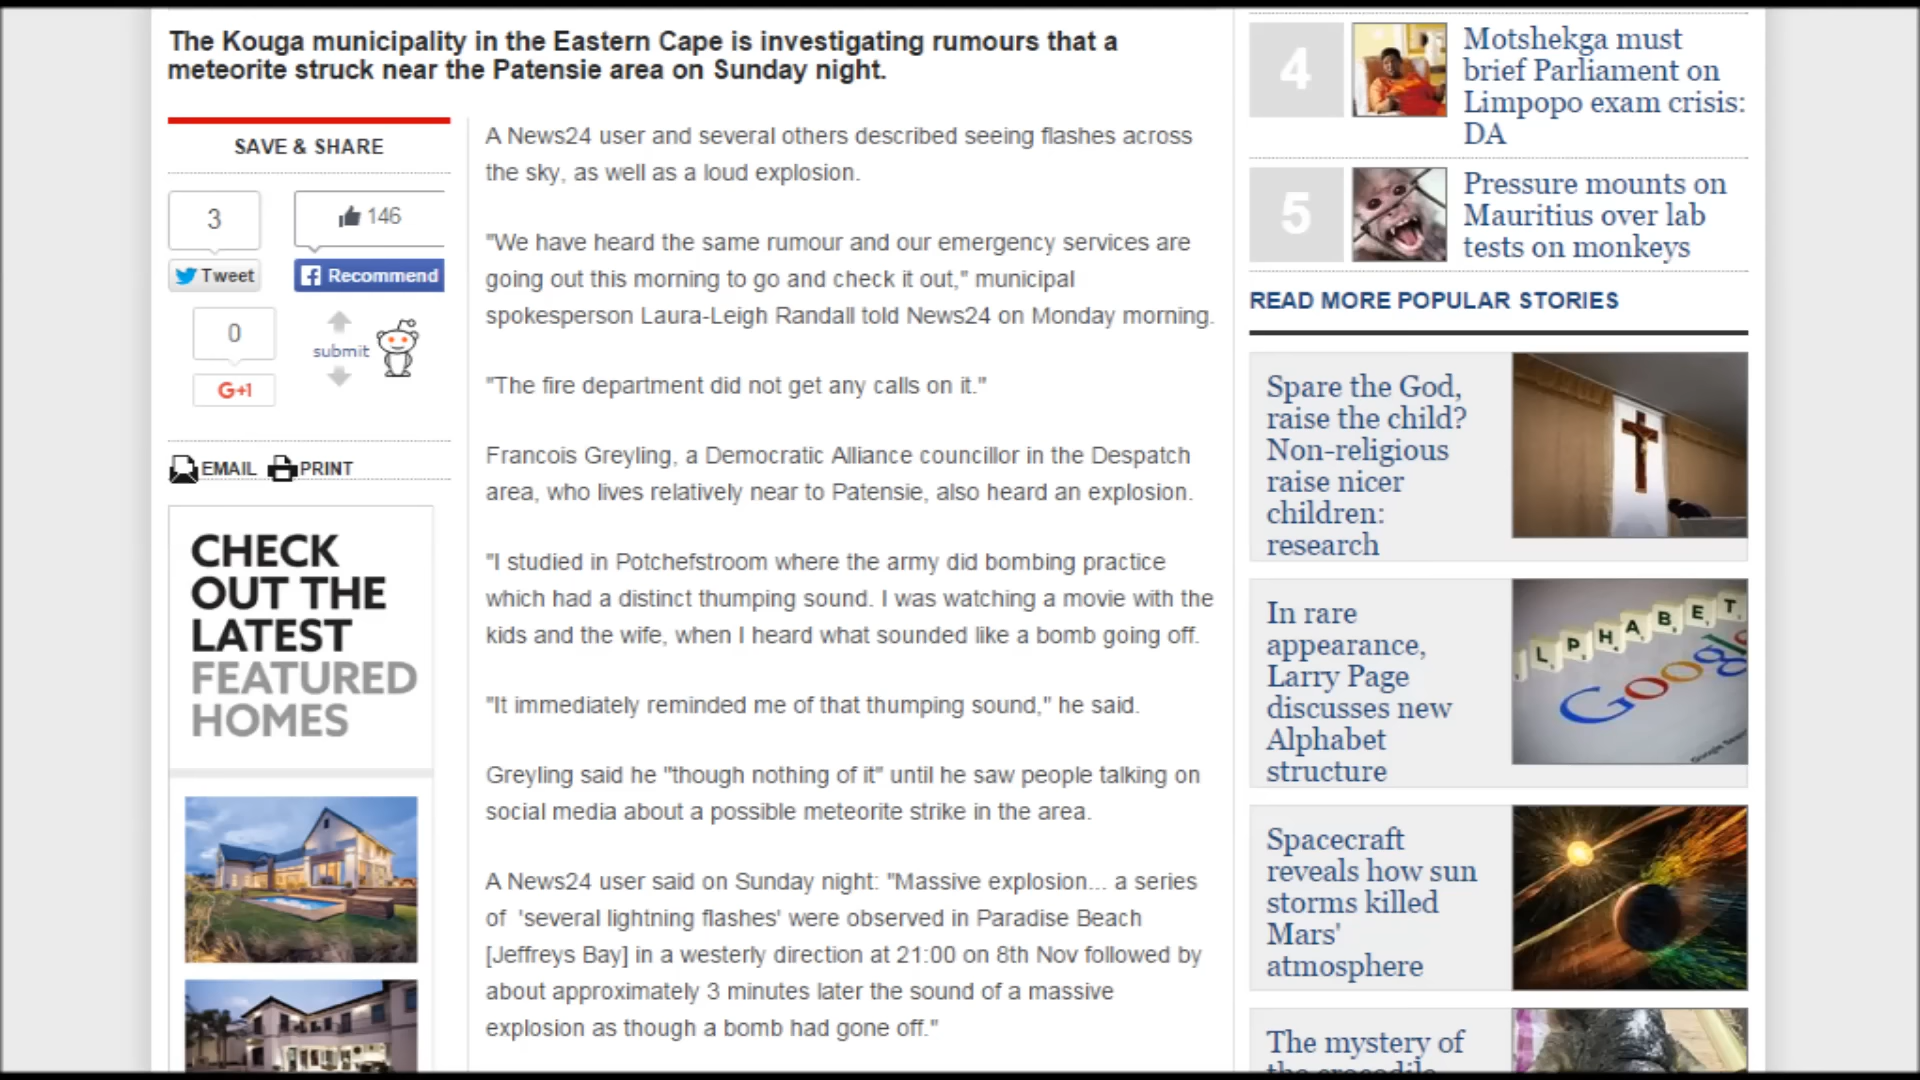 The Kouga municipality in the Eastern Cape is investigating rumours that a
meteorite struck near the Patensie area on Sunday night.
SAVE & SHARE
3
146
Tweet
Recommend
0
submit
G+1
EMAIL
PRINT
CHECK
OUT THE
LATEST
FEATURED
HOMES
A News24 user and several others described seeing flashes across
the sky, as well as a loud explosion.
"We have heard the same rumour and our emergency services are
going out this morning to go and check it out," municipal
spokesperson Laura-Leigh Randall told News24 on Monday morning.
"The fire department did not get any calls on it."
Francois Greyling, a Democratic Alliance councillor in the Despatch
area, who lives relatively near to Patensie, also heard an explosion.
"I studied in Potchefstroom where the army did bombing practice
which had a distinct thumping sound. I was watching a movie with the
kids and the wife, when I heard what sounded like a bomb going off.
"It immediately reminded me of that thumping sound," he said.
Greyling said he "though nothing of it" until he saw people talking on
social media about a possible meteorite strike in the area.
A News24 user said on Sunday night: "Massive explosion... a series
of 'several lightning flashes' were observed in Paradise Beach
[Jeffreys Bay] in a westerly direction at 21:00 on 8th Nov followed by
about approximately 3 minutes later the sound of a massive
explosion as though a bomb had gone off."
4
Motshekga must
brief Parliament on
Limpopo exam crisis:
DA
5
Pressure mounts on
Mauritius over lab
tests on monkeys
READ MORE POPULAR STORIES
Spare the God,
raise the child?
Non-religious
raise nicer
children:
research
In rare
appearance,
Larry Page
discusses new
Alphabet
structure
LPHABET
Google
Spacecraft
reveals how sun
storms killed
Mars'
atmosphere
The mystery of
the crocodile